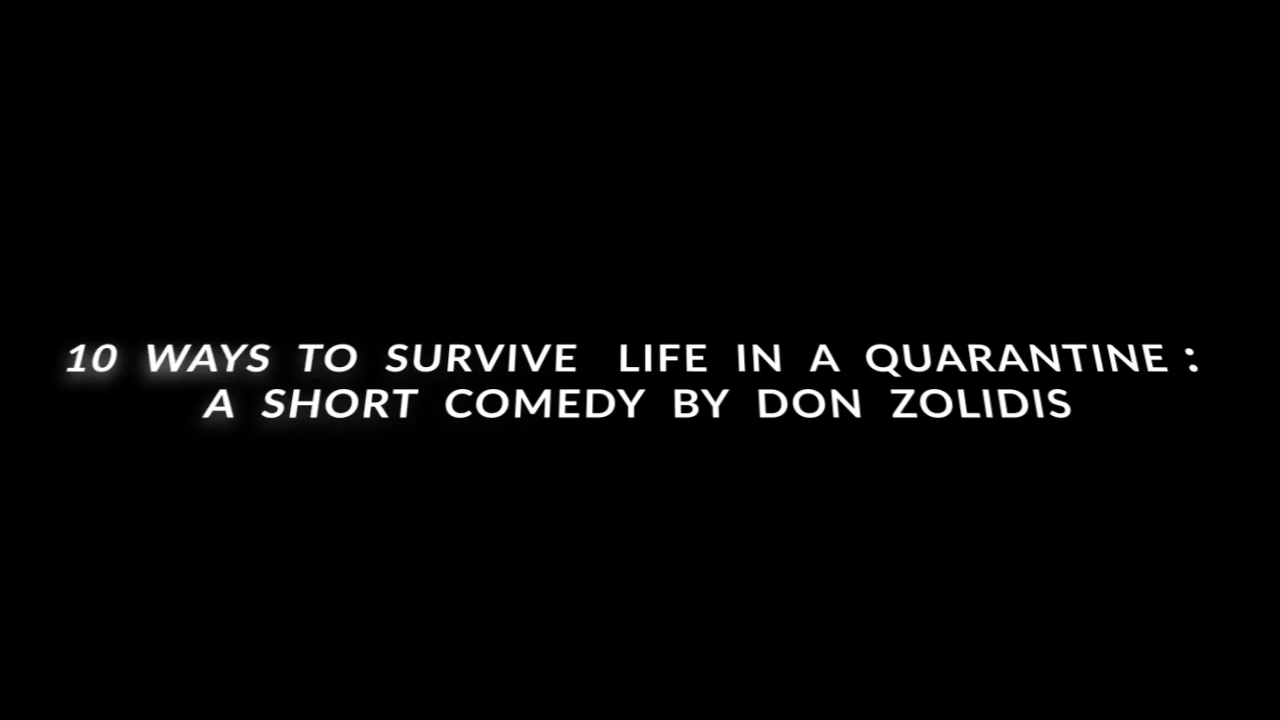 10 WAYS TO SURVIVE LIFE IN A QUARANTINE :
A SHORT COMEDY BY DON ZOLIDIS